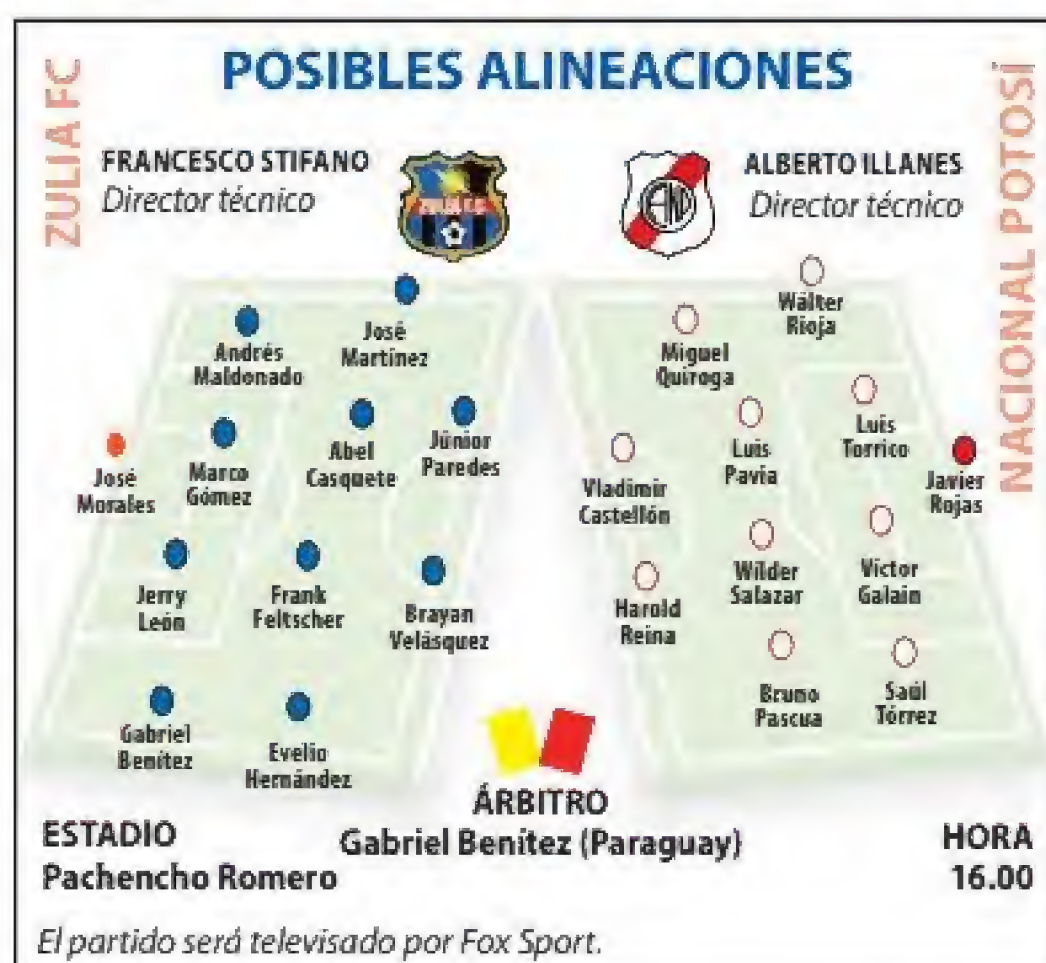 POSIBLES ALINEACIONES
ZULIA FC
FRANCESCO STIFANO
Director técnico
ALBERTO ILLANES
Director técnico
NACIONAL POTOSÍ
José
Martínez
Andrés
Maldonado
Abel
Casquete
Júnior
Paredes
Marco
Gómez
José
Morales
Jerry
León
Frank
Feltscher
Brayan
Velásquez
Gabriel
Benítez
Evelio
Hernández
Wálter
Rioja
Miguel
Quiroga
Luis
Torrico
Luis
Pavia
Javier
Rojas
Vladimir
Castellón
Víctor
Galain
Wilder
Salazar
Harold
Reina
Bruno
Pascua
Saúl
Tórrez
ÁRBITRO
Gabriel Benítez (Paraguay)
ESTADIO
Pachencho Romero
HORA
16.00
El partido será televisado por Fox Sport.